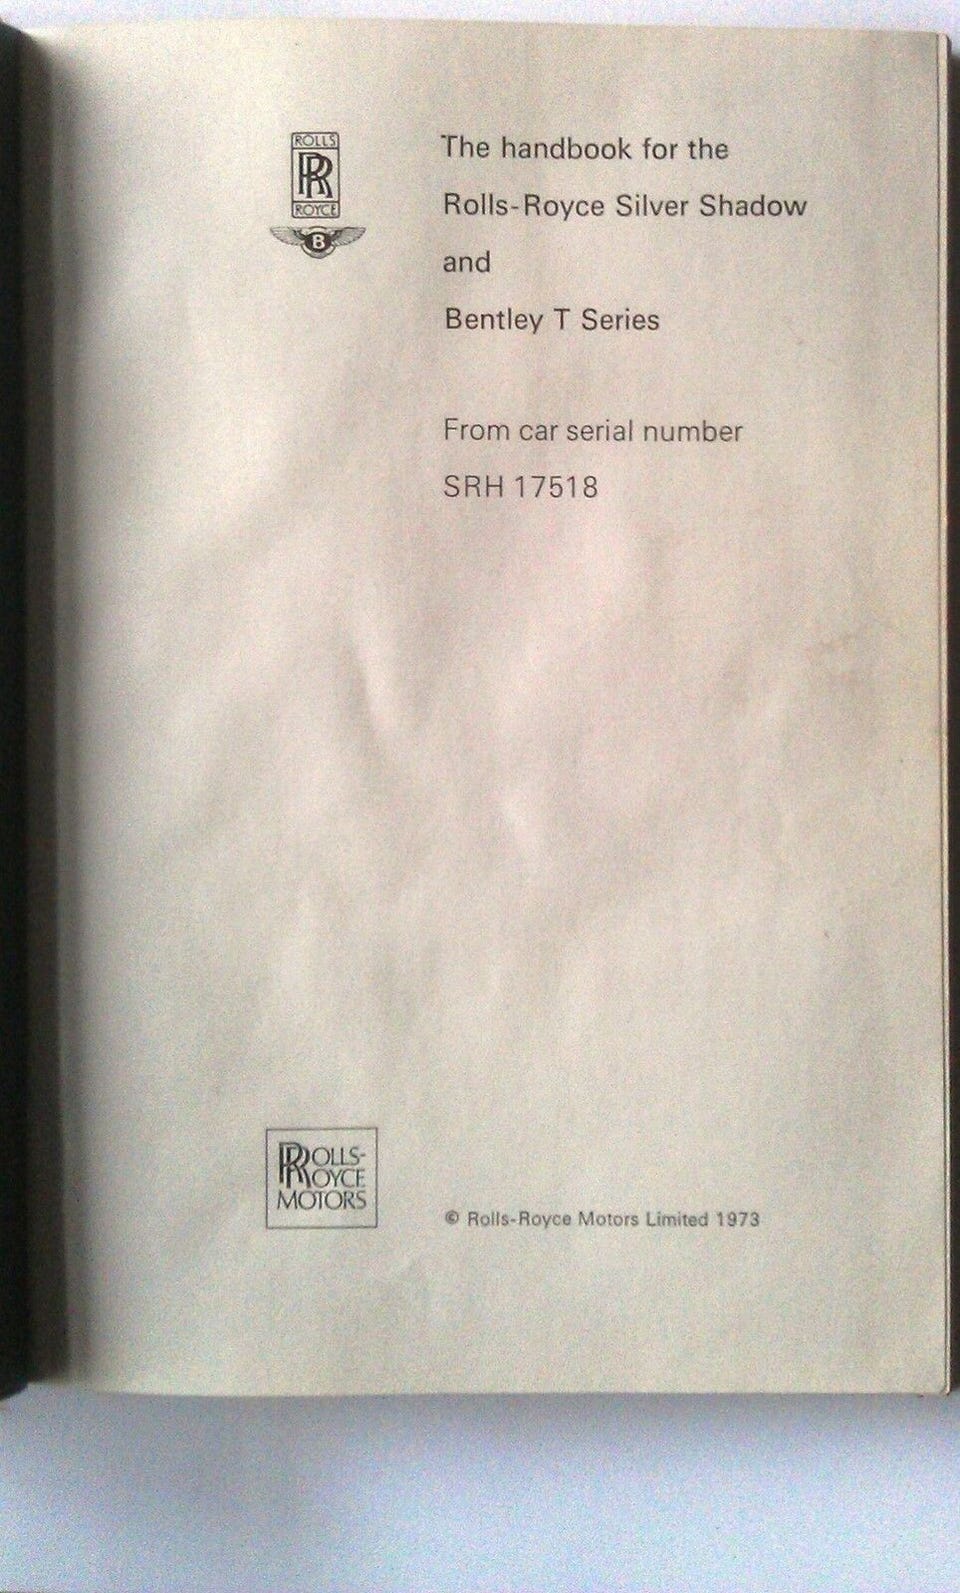 ROLLS
RR
ROYCE
B
The handbook for the
Rolls-Royce Silver Shadow
and
Bentley T Series
From car serial number
SRH 17518
ROLLS-
ROYCE
MOTORS
© Rolls-Royce Motors Limited 1973